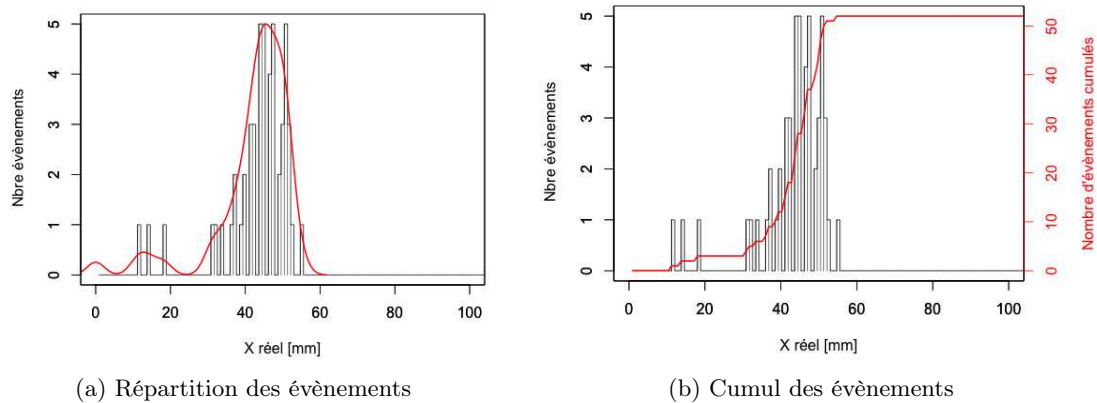 Nbre évènements
5
4
3
2
1
0
0 20 40 60 80 100
X réel [mm]
(a) Répartition des évènements
Nbre évènements
5
4
3
2
1
0
0 20 40 60 80 100
X réel [mm]
50
40
30
20
10
0
Nombre d'évènements cumulés
(b) Cumul des évènements